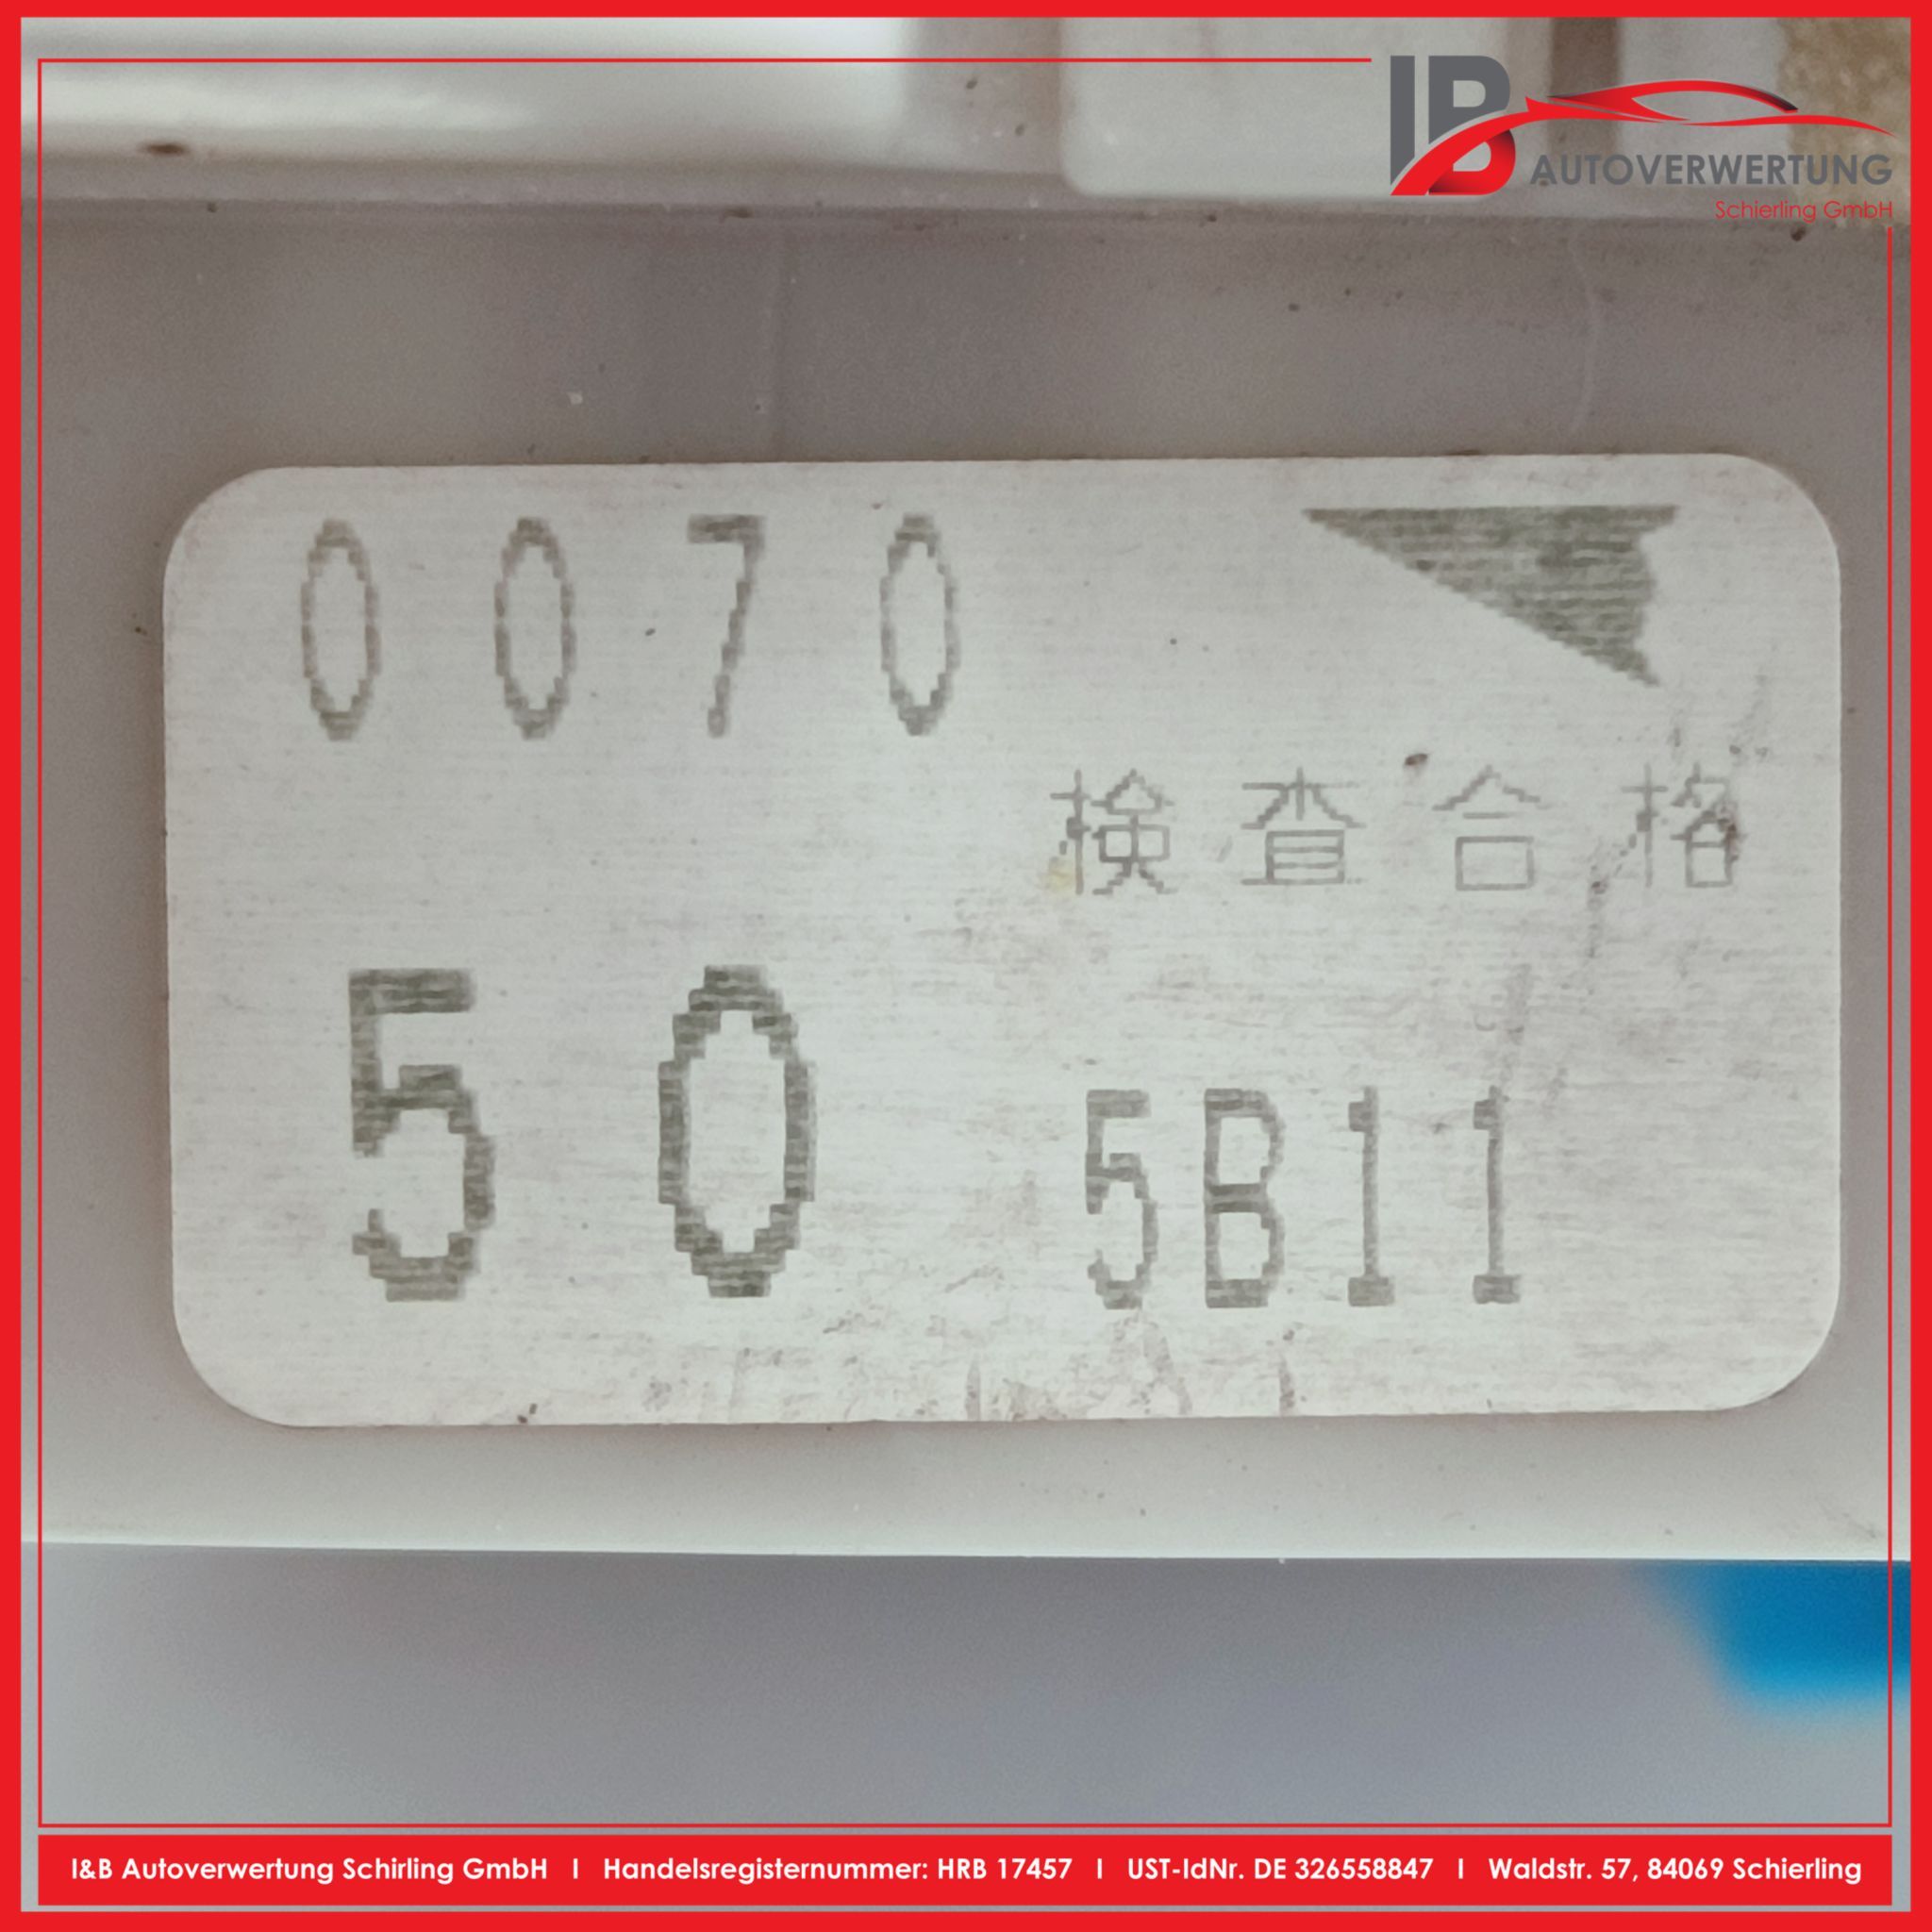 IB
AUTOVERWERTUNG
Schierling GmbH
0070
検査合格
50
5B11
I&B Autoverwertung Schirling GmbH I Handelsregisternummer: HRB 17457 I UST-IdNr. DE 326558847 I Waldstr. 57, 84069 Schierling